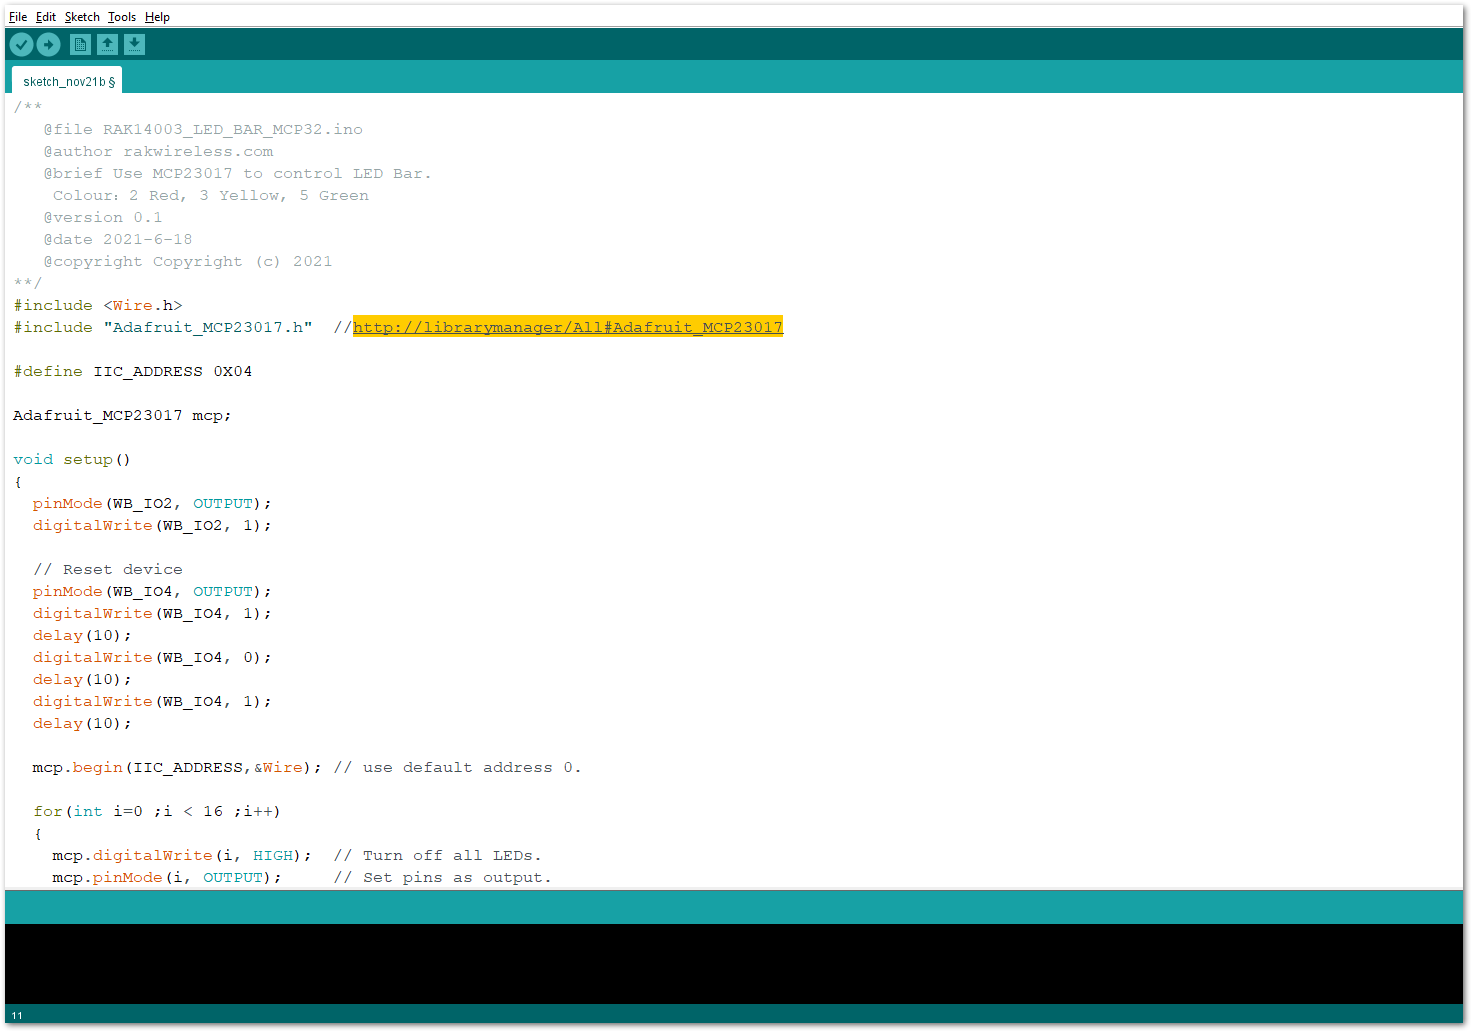 File Edit Sketch Tools Help
sketch_nov21b §
/**
@file RAK14003_LED_BAR_MCP32.ino
@author rakwireless.com
@brief Use MCP23017 to control LED Bar.
Colour：2 Red, 3 Yellow, 5 Green
@version 0.1
@date 2021-6-18
@copyright Copyright (c) 2021
**/
#include <Wire.h>
#include "Adafruit_MCP23017.h"  //http://librarymanager/All#Adafruit_MCP23017
#define IIC_ADDRESS 0X04
Adafruit_MCP23017 mcp;
void setup()
{
pinMode(WB_IO2, OUTPUT);
digitalWrite(WB_IO2, 1);
// Reset device
pinMode(WB_IO4, OUTPUT);
digitalWrite(WB_IO4, 1);
delay(10);
digitalWrite(WB_IO4, 0);
delay(10);
digitalWrite(WB_IO4, 1);
delay(10);
mcp.begin(IIC_ADDRESS,&Wire); // use default address 0.
for(int i=0 ;i < 16 ;i++)
{
mcp.digitalWrite(i, HIGH);  // Turn off all LEDs.
mcp.pinMode(i, OUTPUT);     // Set pins as output.
11